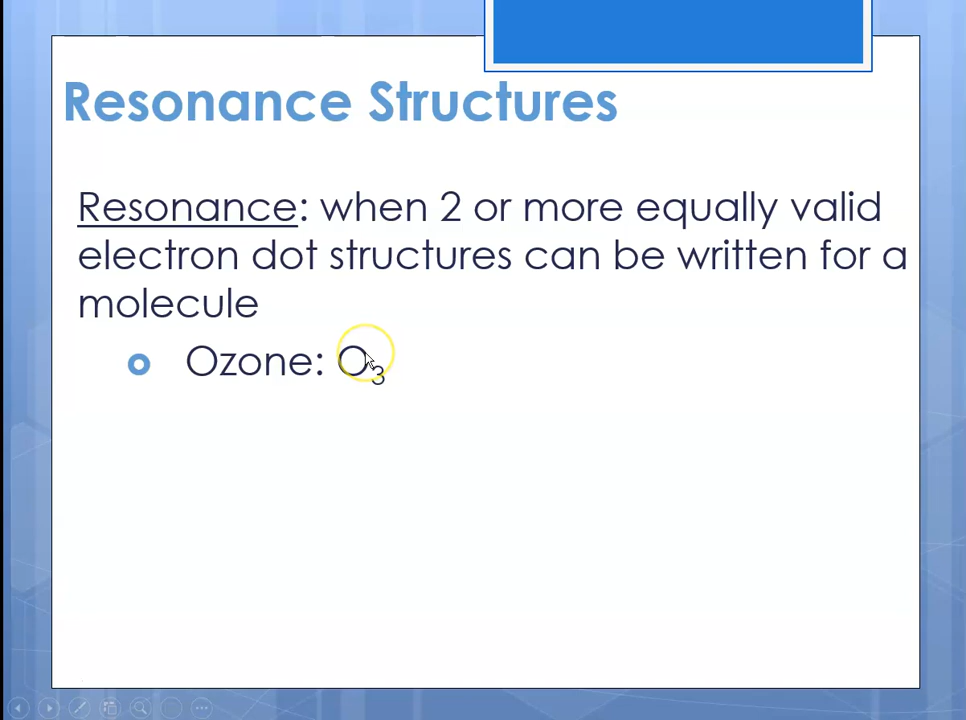 Resonance Structures
Resonance: when 2 or more equally valid
electron dot structures can be written for a
molecule
Ozone: O₃